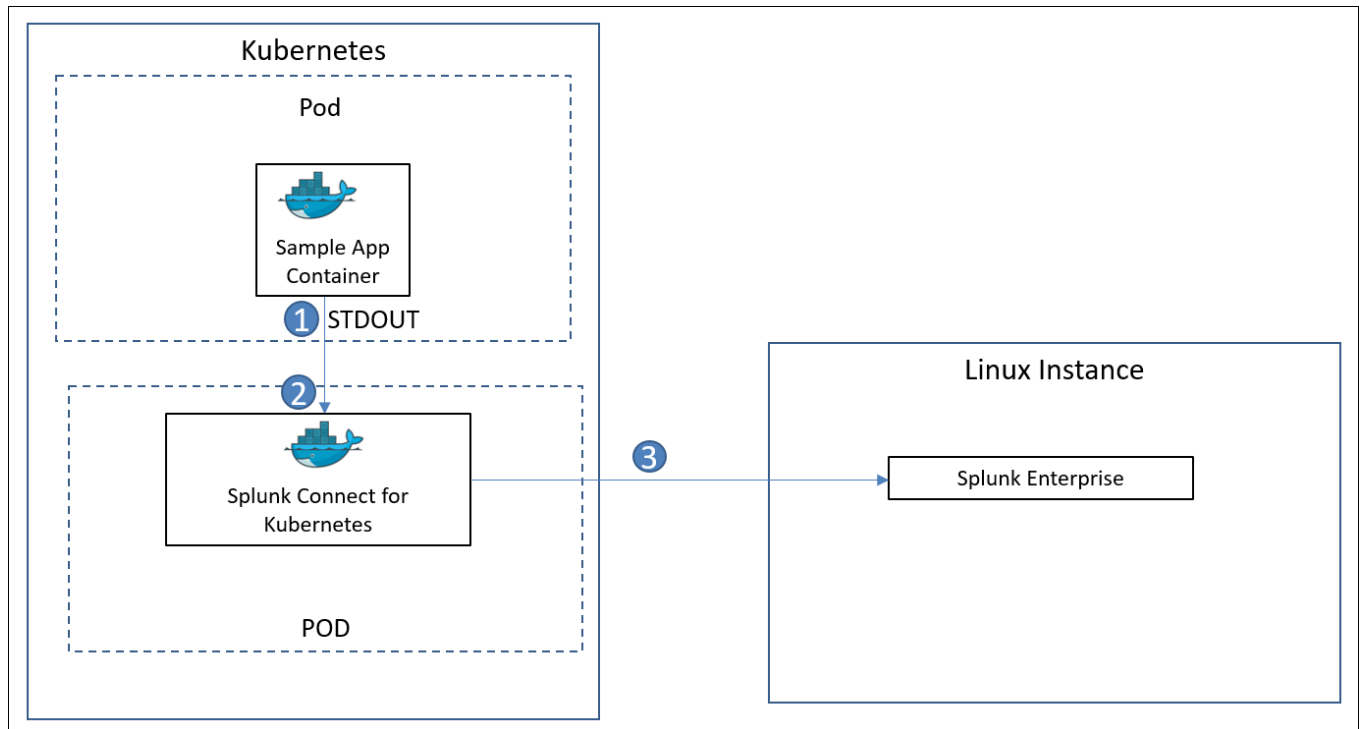 Kubernetes
Pod
Sample App
Container
1 STDOUT
2
Splunk Connect for
Kubernetes
POD
3
Linux Instance
Splunk Enterprise